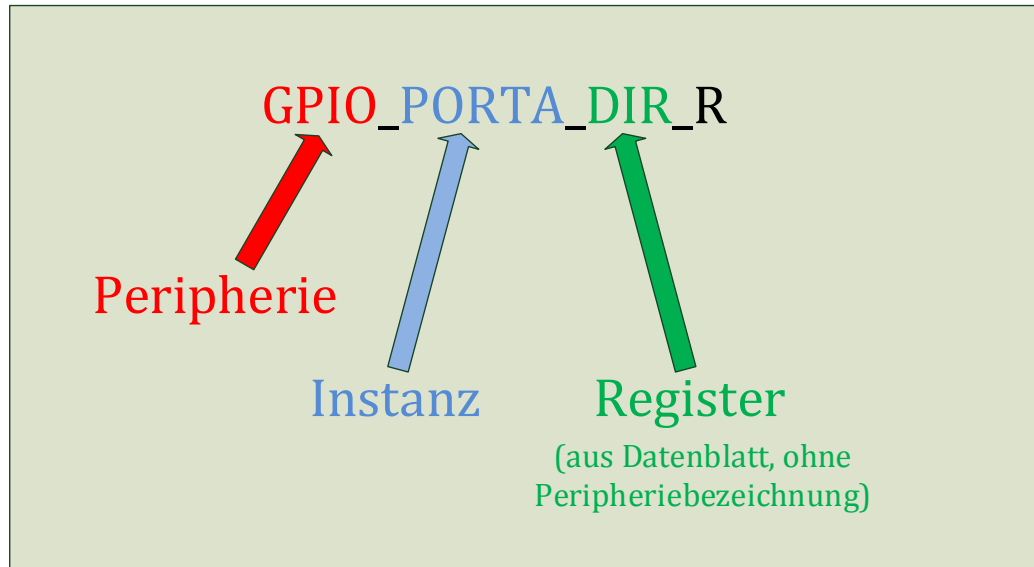 GPIO_PORTA_DIR_R
Peripherie
Instanz
Register
(aus Datenblatt, ohne
Peripheriebezeichnung)